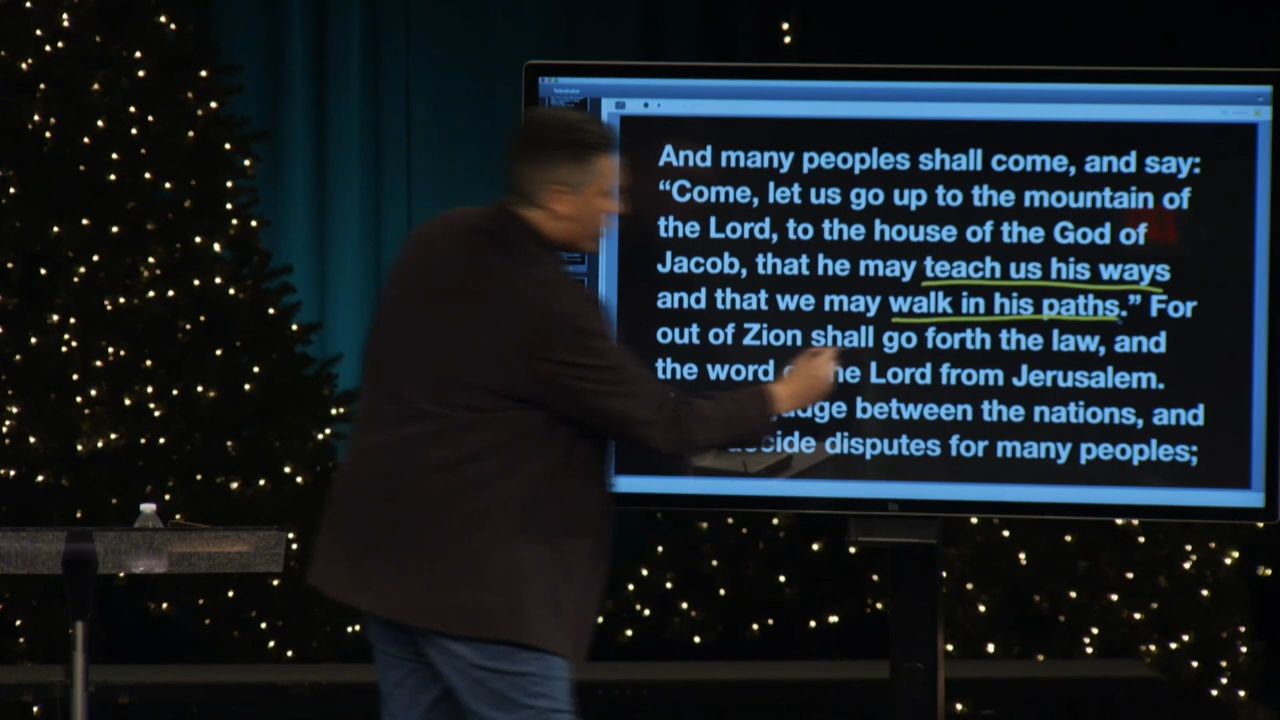 And many peoples shall come, and say:
“Come, let us go up to the mountain of
the Lord, to the house of the God of
Jacob, that he may teach us his ways
and that we may walk in his paths.” For
out of Zion shall go forth the law, and
the word he Lord from Jerusalem.
between the nations, and
disputes for many peoples;